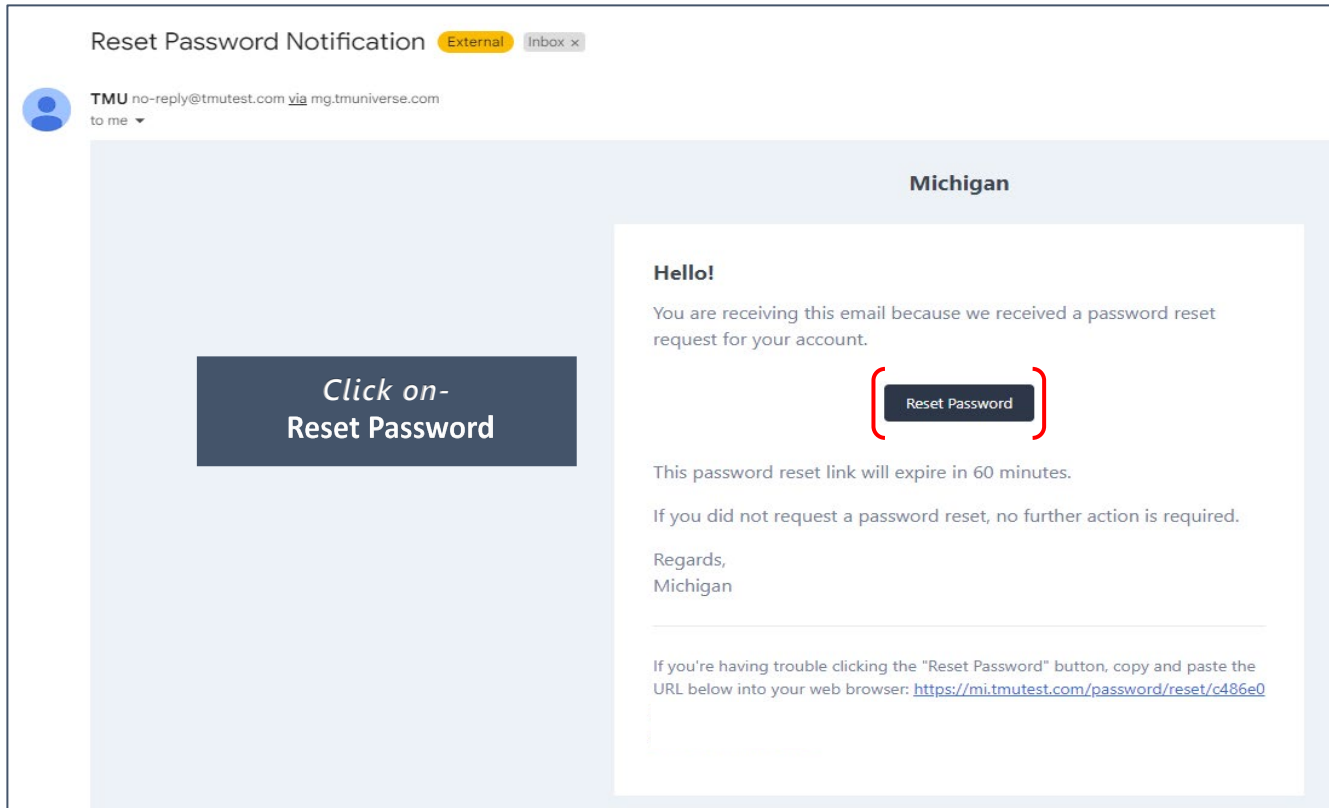 Reset Password Notification External Inbox ×
TMU no-reply@tmutest.com via mg.tmuniverse.com
to me
Michigan
Hello!
You are receiving this email because we received a password reset
request for your account.
Click on-
Reset Password
Reset Password
This password reset link will expire in 60 minutes.
If you did not request a password reset, no further action is required.
Regards,
Michigan
If you're having trouble clicking the "Reset Password" button, copy and paste the
URL below into your web browser: https://mi.tmutest.com/password/reset/c486e0